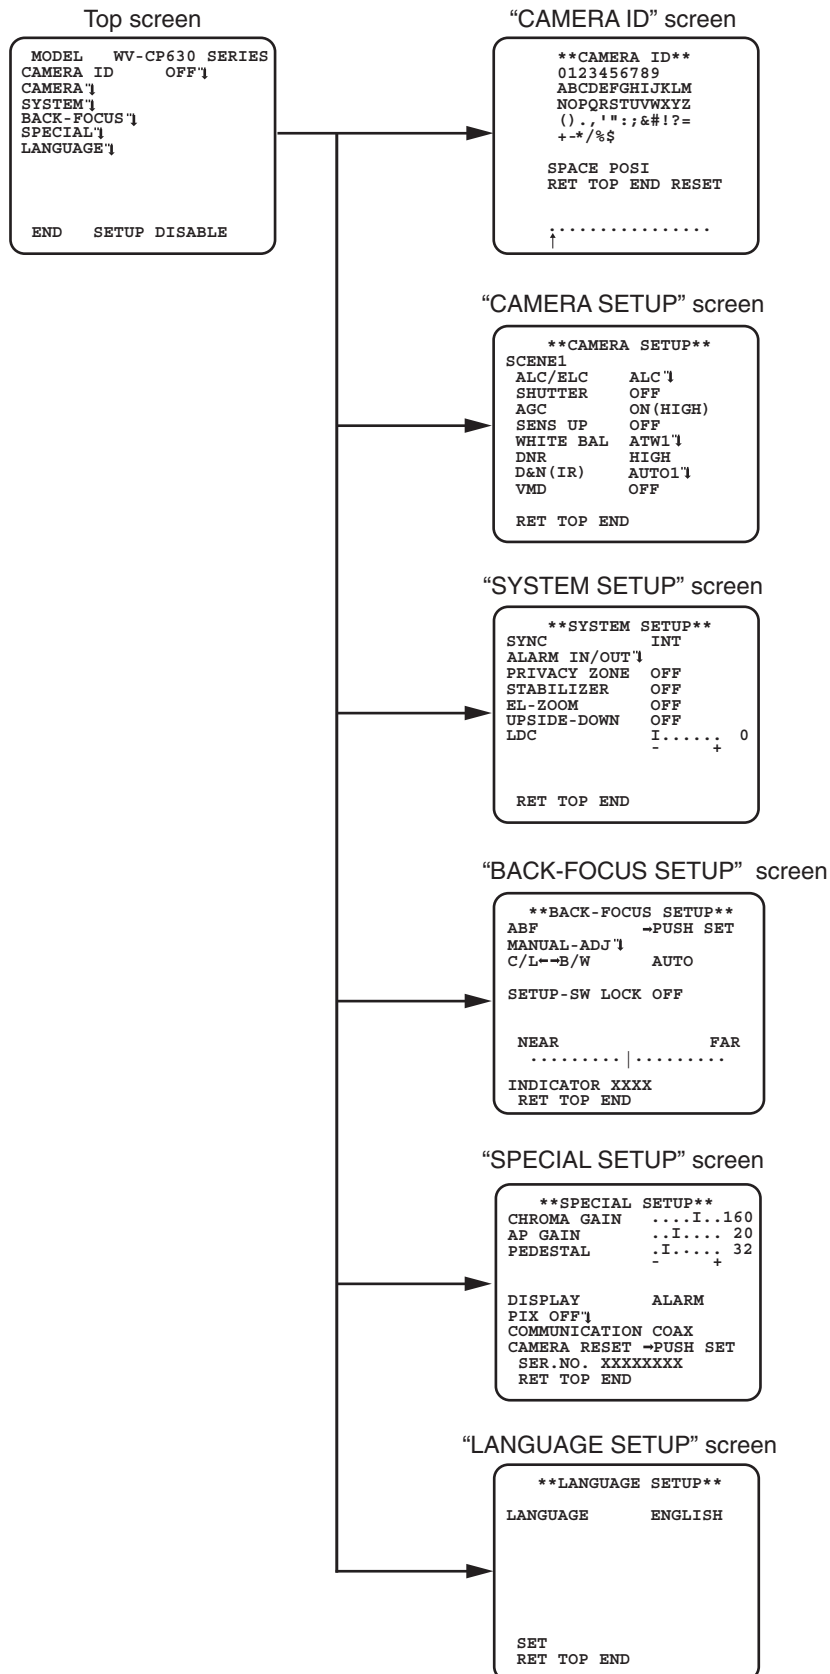 Top screen
MODEL WV-CP630 SERIES
CAMERA ID OFF
CAMERA
SYSTEM
BACK-FOCUS
SPECIAL
LANGUAGE
END SETUP DISABLE
“CAMERA ID” screen
**CAMERA ID**
0123456789
ABCDEFGHIJKLM
NOPQRSTUVWXYZ
().,'":;&#!?=
+-*/%$
SPACE POSI
RET TOP END RESET
................
↑
“CAMERA SETUP” screen
**CAMERA SETUP**
SCENE1
ALC/ELC ALC
SHUTTER OFF
AGC ON(HIGH)
SENS UP OFF
WHITE BAL ATW1
DNR HIGH
D&N(IR) AUTO1
VMD OFF
RET TOP END
“SYSTEM SETUP” screen
**SYSTEM SETUP**
SYNC INT
ALARM IN/OUT
PRIVACY ZONE OFF
STABILIZER OFF
EL-ZOOM OFF
UPSIDE-DOWN OFF
LDC I...... 0
- +
RET TOP END
“BACK-FOCUS SETUP” screen
**BACK-FOCUS SETUP**
ABF →PUSH SET
MANUAL-ADJ
C/L←→B/W AUTO
SETUP-SW LOCK OFF
NEAR FAR
.........|.........
INDICATOR XXXX
RET TOP END
“SPECIAL SETUP” screen
**SPECIAL SETUP**
CHROMA GAIN ....I..160
AP GAIN ..I.... 20
PEDESTAL .I..... 32
- +
DISPLAY ALARM
PIX OFF
COMMUNICATION COAX
CAMERA RESET →PUSH SET
SER.NO. XXXXXXXX
RET TOP END
“LANGUAGE SETUP” screen
**LANGUAGE SETUP**
LANGUAGE ENGLISH
SET
RET TOP END